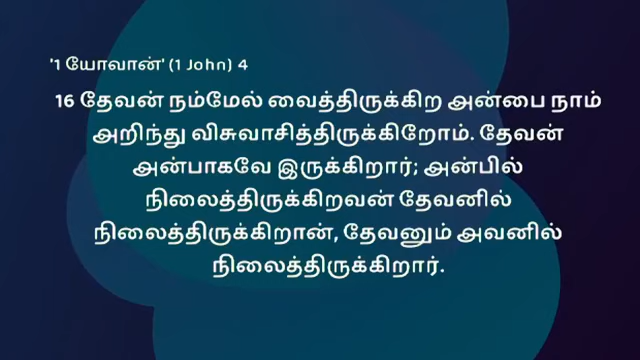 '1 யோவான்' (1 John) 4
16 தேவன் நம்மேல் வைத்திருக்கிற அன்பை நாம்
அறிந்து விசுவாசித்திருக்கிறோம். தேவன்
அன்பாகவே இருக்கிறார்; அன்பில்
நிலைத்திருக்கிறவன் தேவனில்
நிலைத்திருக்கிறான், தேவனும் அவனில்
நிலைத்திருக்கிறார்.